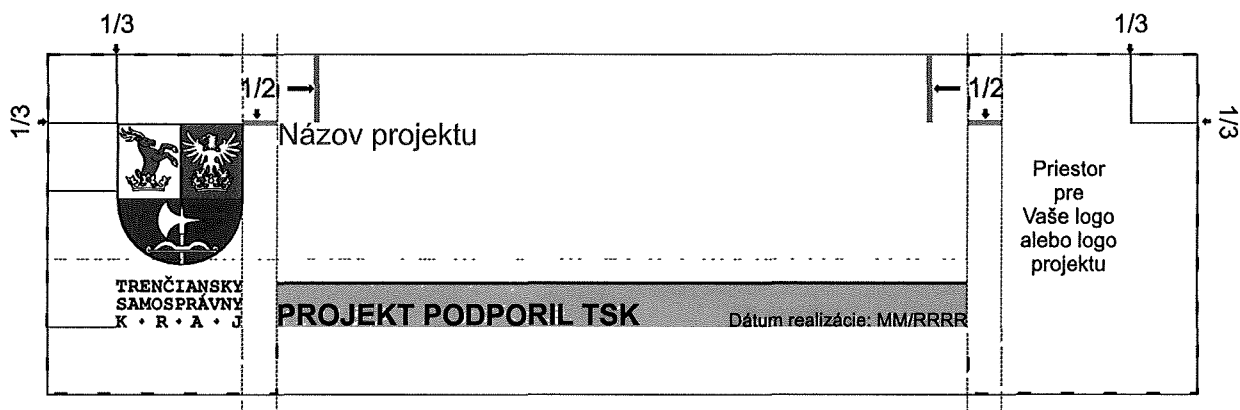 1/3
1/3
1/2
1/2
1/3
1/3
Názov projektu
Priestor
pre
Vaše logo
alebo logo
projektu
TRENČIANSKY
SAMOSPRÁVNY
K · R · A · J
PROJEKT PODPORIL TSK
Dátum realizácie: MM/RRRR